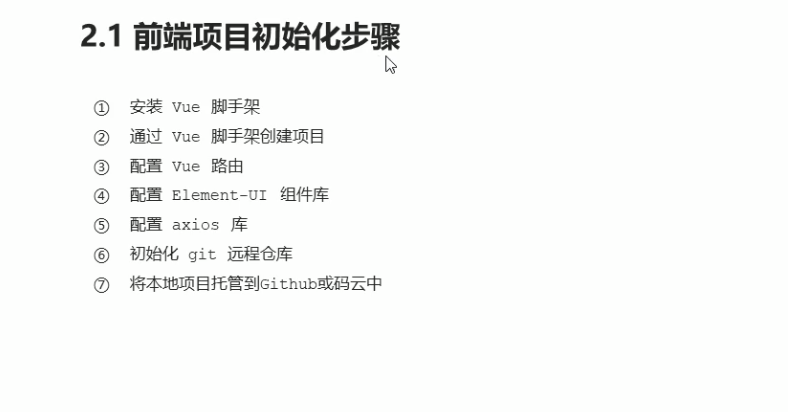 2.1 前端项目初始化步骤
① 安装 Vue 脚手架
② 通过 Vue 脚手架创建项目
③ 配置 Vue 路由
④ 配置 Element-UI 组件库
⑤ 配置 axios 库
⑥ 初始化 git 远程仓库
⑦ 将本地项目托管到Github或码云中